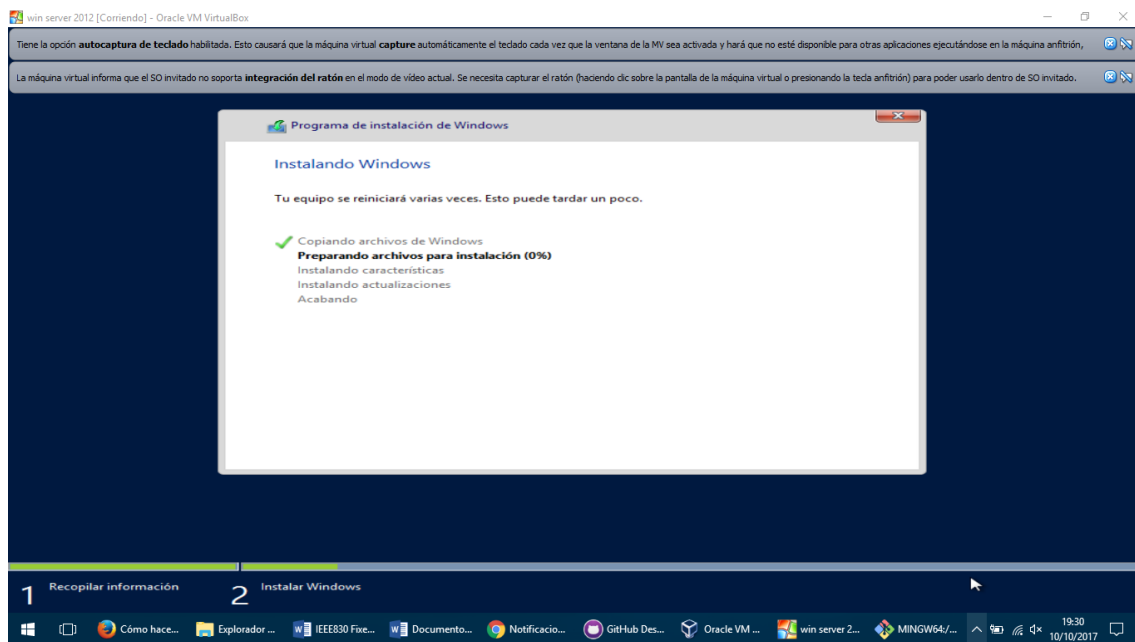 win server 2012 [Corriendo] - Oracle VM VirtualBox
Tiene la opción autocaptura de teclado habilitada. Esto causará que la máquina virtual capture automáticamente el teclado cada vez que la ventana de la MV sea activada y hará que no esté disponible para otras aplicaciones ejecutándose en la máquina anfitrión,
La máquina virtual informa que el SO invitado no soporta integración del ratón en el modo de vídeo actual. Se necesita capturar el ratón (haciendo clic sobre la pantalla de la máquina virtual o presionando la tecla anfitrión) para poder usarlo dentro de SO invitado.
Programa de instalación de Windows
Instalando Windows
Tu equipo se reiniciará varias veces. Esto puede tardar un poco.
Copiando archivos de Windows
Preparando archivos para instalación (0%)
Instalando características
Instalando actualizaciones
Acabando
1 Recopilar información 2 Instalar Windows
Cómo hace... Explorador ... IEEE830 Fixe... Documento... Notificacio... GitHub Des... Oracle VM ... win server 2... MINGW64:/... 19:30
10/10/2017